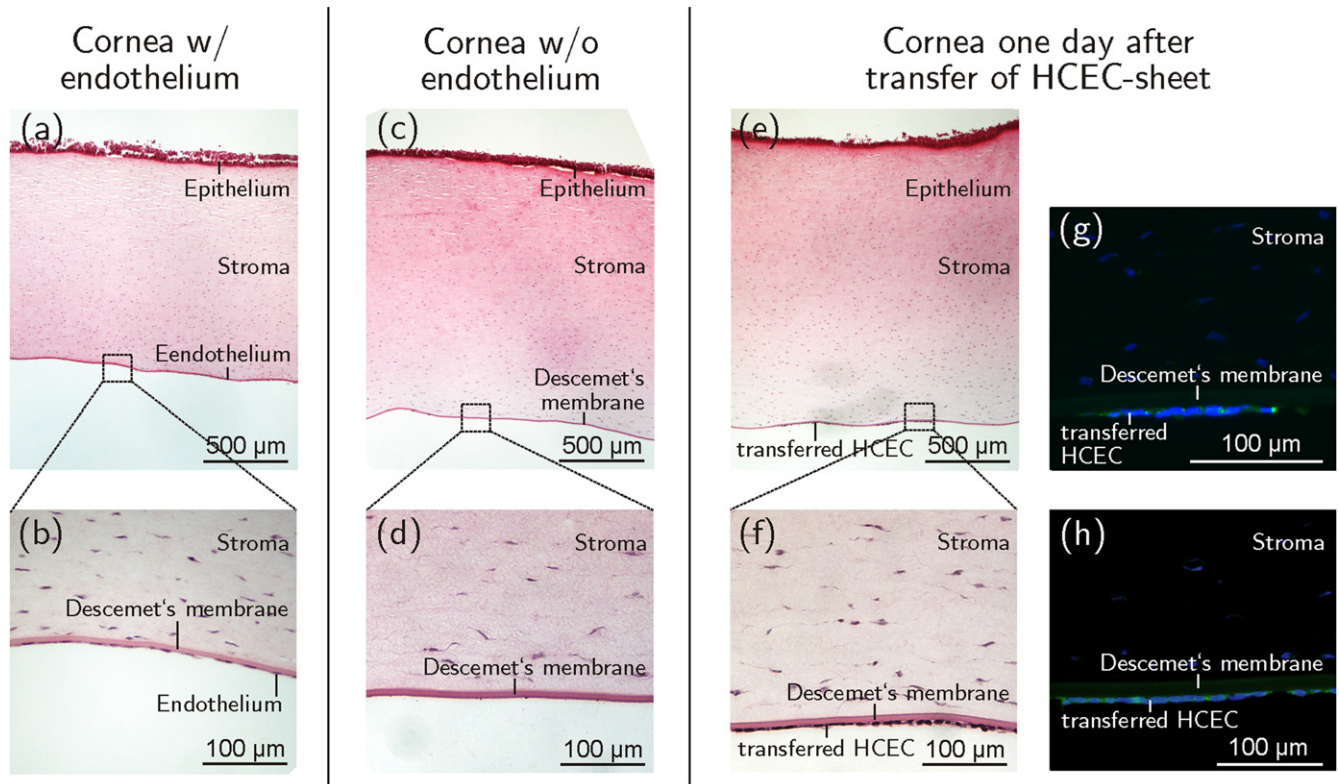 Cornea w/
endothelium
Cornea w/o
endothelium
Cornea one day after
transfer of HCEC-sheet
(a)
Epithelium
Stroma
Eendothelium
500 µm
(b)
Stroma
Descemet‘s membrane
Endothelium
100 µm
(c)
Epithelium
Stroma
Descemet‘s
membrane
500 µm
(d)
Stroma
Descemet‘s membrane
100 µm
(e)
Epithelium
Stroma
transferred HCEC
500 µm
(f)
Stroma
Descemet‘s membrane
transferred HCEC
100 µm
(g)
Stroma
Descemet‘s membrane
transferred
HCEC
100 µm
(h)
Stroma
Descemet‘s membrane
transferred HCEC
100 µm